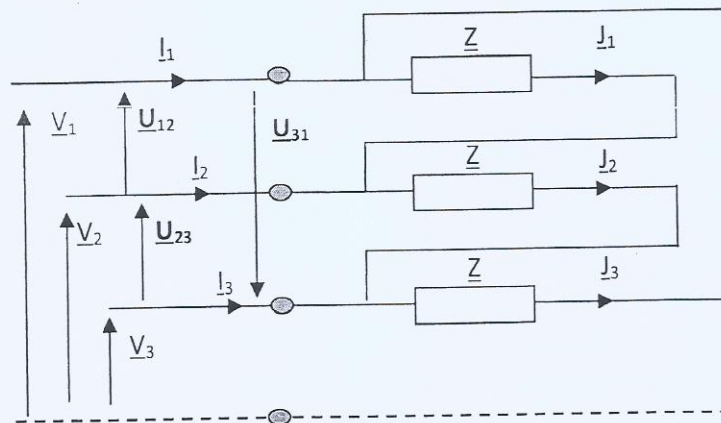 I₁ Z J₁
V₁ U₁₂ U₃₁
I₂ Z J₂
V₂ U₂₃
I₃ Z J₃
V₃